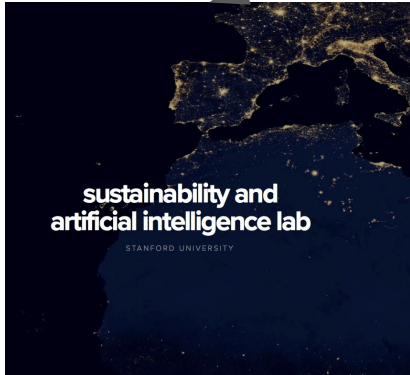 sustainability and
artificial intelligence lab
STANFORD UNIVERSITY